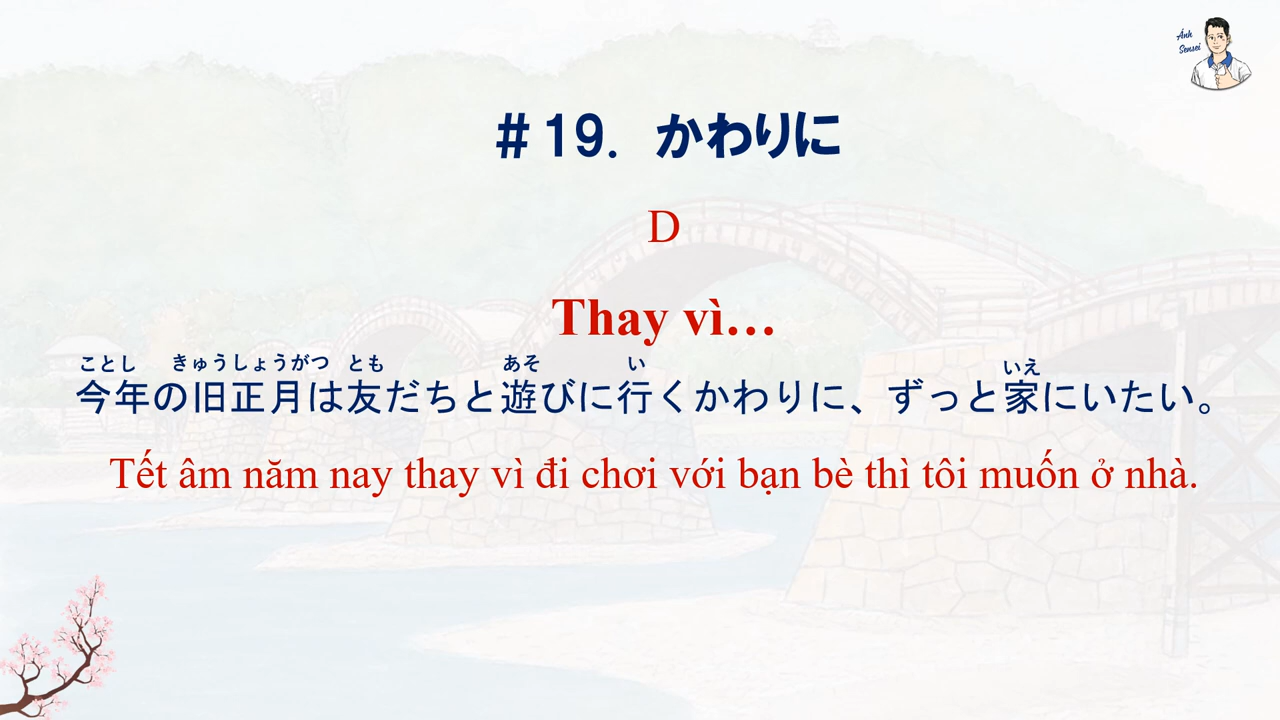 Ánh
Sensei
#19. かわりに
D
Thay vì...
ことし きゅうしょうがつ とも あそ い いえ
今年の旧正月は友だちと遊びに行くかわりに、ずっと家にいたい。
Tết âm năm nay thay vì đi chơi với bạn bè thì tôi muốn ở nhà.